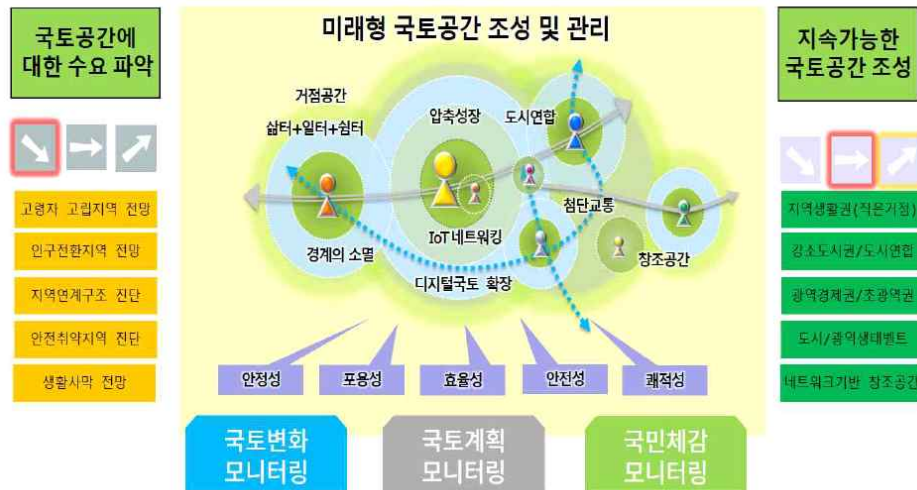 국토공간에
대한 수요 파악
고령자 고립지역 전망
인구전환지역 전망
지역연계구조 진단
안전취약지역 진단
생활사막 전망
미래형 국토공간 조성 및 관리
거점공간
삶터+일터+쉼터
압축성장
도시연합
첨단교통
IoT네트워킹
경계의 소멸
창조공간
디지털국토 확장
안정성
포용성
효율성
안전성
쾌적성
국토변화
모니터링
국토계획
모니터링
국민체감
모니터링
지속가능한
국토공간 조성
지역생활권(작은거점)
강소도시권/도시연합
광역경제권/초광역권
도시/광역생태벨트
네트워크기반 창조공간